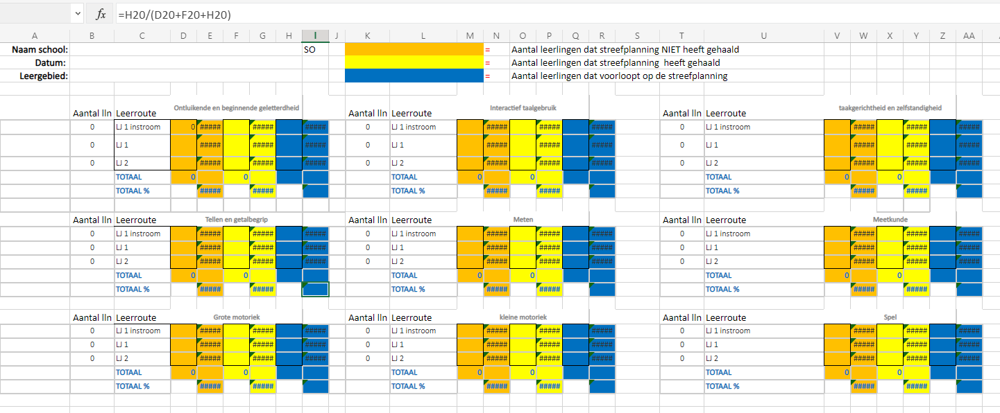 fx =H20/(D20+F20+H20)
A B C D E F G H I J K L M N O P Q R S T U V W X Y Z AA
Naam school: SO = Aantal leerlingen dat streefplanning NIET heeft gehaald
Datum: = Aantal leerlingen dat streefplanning heeft gehaald
Leergebied: = Aantal leerlingen dat voorloopt op de streefplanning
Ontluikende en beginnende geletterdheid Interactief taalgebruik taakgerichtheid en zelfstandigheid
Aantal lln Leerroute Aantal lln Leerroute Aantal lln Leerroute
0 LJ 1 instroom 0 ##### ##### ##### 0 LJ 1 instroom ##### ##### ##### 0 LJ 1 instroom ##### ##### #####
0 LJ 1 ##### ##### ##### 0 LJ 1 ##### ##### ##### 0 LJ 1 ##### ##### #####
0 LJ 2 ##### ##### ##### 0 LJ 2 ##### ##### ##### 0 LJ 2 ##### ##### #####
TOTAAL 0 0 TOTAAL 0 0 TOTAAL 0 0
TOTAAL % ##### ##### TOTAAL % ##### ##### TOTAAL % ##### #####
Aantal lln Leerroute Tellen en getalbegrip Aantal lln Leerroute Meten Aantal lln Leerroute Meetkunde
0 LJ 1 instroom ##### ##### ##### 0 LJ 1 instroom ##### ##### ##### 0 LJ 1 instroom ##### ##### #####
0 LJ 1 ##### ##### ##### 0 LJ 1 ##### ##### ##### 0 LJ 1 ##### ##### #####
0 LJ 2 ##### ##### ##### 0 LJ 2 ##### ##### ##### 0 LJ 2 ##### ##### #####
TOTAAL 0 0 TOTAAL 0 0 TOTAAL 0 0
TOTAAL % ##### ##### TOTAAL % ##### ##### TOTAAL % ##### #####
Aantal lln Leerroute Grote motoriek Aantal lln Leerroute kleine motoriek Aantal lln Leerroute Spel
0 LJ 1 instroom ##### ##### ##### 0 LJ 1 instroom ##### ##### ##### 0 LJ 1 instroom ##### ##### #####
0 LJ 1 ##### ##### ##### 0 LJ 1 ##### ##### ##### 0 LJ 1 ##### ##### #####
0 LJ 2 ##### ##### ##### 0 LJ 2 ##### ##### ##### 0 LJ 2 ##### ##### #####
TOTAAL 0 0 TOTAAL 0 0 TOTAAL 0 0
TOTAAL % ##### ##### TOTAAL % ##### ##### TOTAAL % ##### #####